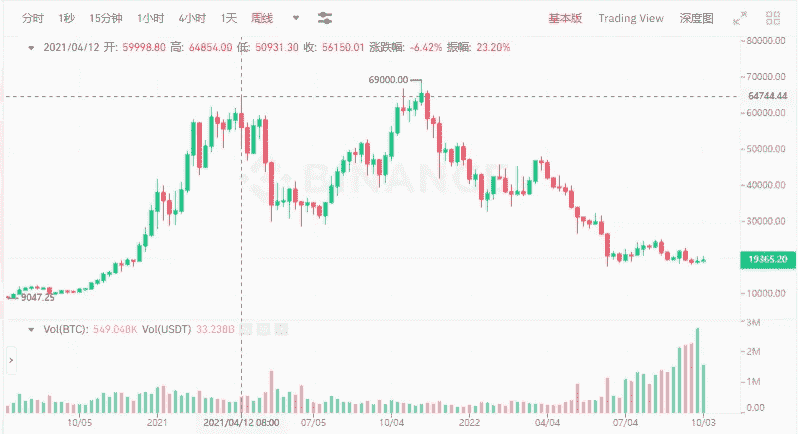 分时 1秒 15分钟 1小时 4小时 1天 周线 基本版 Trading View 深度图
2021/04/12 开: 59998.80 高: 64854.00 低: 50931.30 收: 56150.01 涨跌幅: -6.42% 振幅: 23.20%
80000.00
69000.00
70000.00
64744.44
60000.00
50000.00
BINANCE
40000.00
30000.00
19365.20
9047.25
10000.00
Vol(BTC): 549.048K Vol(USDT) 33.238B
3M
2M
1M
0.00
10/05 2021 2021/04/12 08:00 07/05 10/04 2022 04/04 07/04 10/03